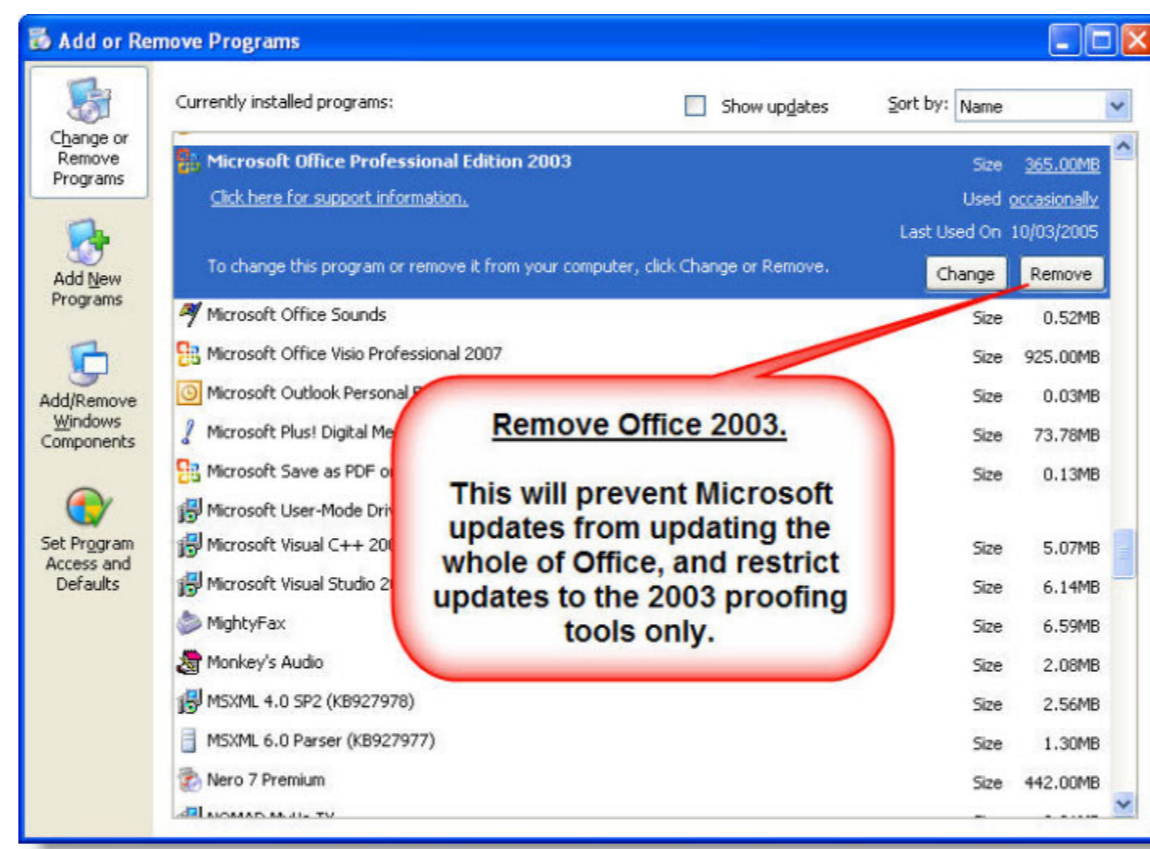 Add or Remove Programs
Change or
Remove
Programs
Add New
Programs
Add/Remove
Windows
Components
Set Program
Access and
Defaults
Currently installed programs:
Show updates
Sort by: Name
Microsoft Office Professional Edition 2003
Size 365.00MB
Click here for support information.
Used occasionally
Last Used On 10/03/2005
To change this program or remove it from your computer, click Change or Remove.
Change Remove
Microsoft Office Sounds Size 0.52MB
Microsoft Office Visio Professional 2007 Size 925.00MB
Microsoft Outlook Personal Size 0.03MB
Microsoft Plus! Digital Me Size 73.78MB
Microsoft Save as PDF o Size 0.13MB
Microsoft User-Mode Dri
Microsoft Visual C++ 20 Size 5.07MB
Microsoft Visual Studio 2 Size 6.14MB
MightyFax Size 6.59MB
Monkey's Audio Size 2.08MB
MSXML 4.0 SP2 (KB927978) Size 2.56MB
MSXML 6.0 Parser (KB927977) Size 1.30MB
Nero 7 Premium Size 442.00MB
Remove Office 2003.
This will prevent Microsoft
updates from updating the
whole of Office, and restrict
updates to the 2003 proofing
tools only.